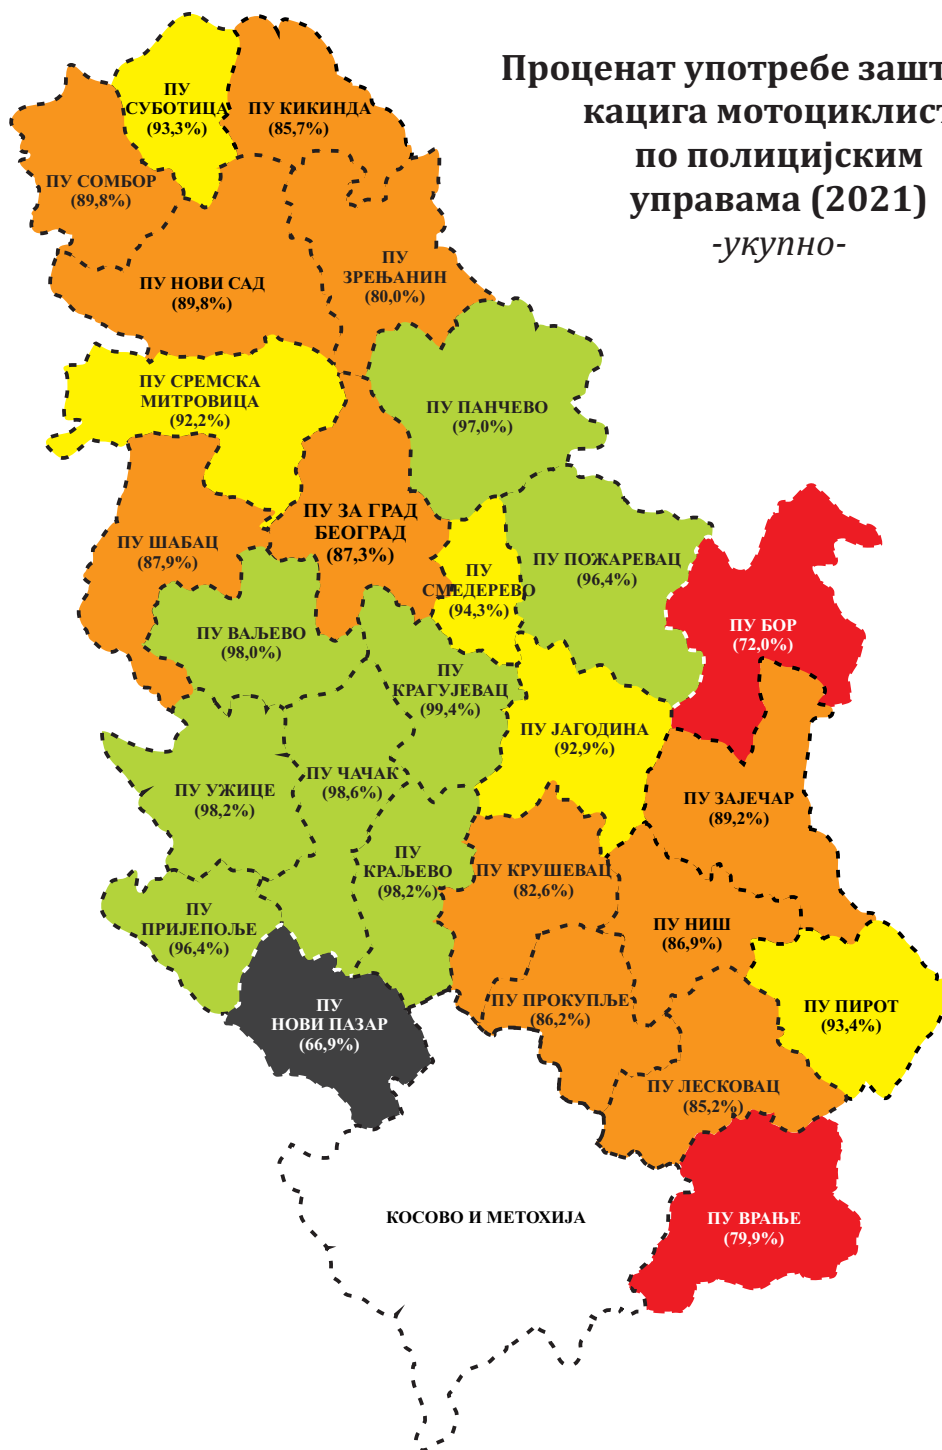 Проценат употребе зашт
кацига мотоциклист
по полицијским
управама (2021)
-укупно-
ПУ
СУБОТИЦА
(93,3%)
ПУ КИКИНДА
(85,7%)
ПУ СОМБОР
(89,8%)
ПУ НОВИ САД
(89,8%)
ПУ
ЗРЕЊАНИН
(80,0%)
ПУ СРЕМСКА
МИТРОВИЦА
(92,2%)
ПУ ПАНЧЕВО
(97,0%)
ПУ ЗА ГРАД
БЕОГРАД
(87,3%)
ПУ ШАБАЦ
(87,9%)
ПУ
СМЕДЕРЕВО
(94,3%)
ПУ ПОЖАРЕВАЦ
(96,4%)
ПУ БОР
(72,0%)
ПУ ВАЉЕВО
(98,0%)
ПУ
КРАГУЈЕВАЦ
(99,4%)
ПУ ЈАГОДИНА
(92,9%)
ПУ УЖИЦЕ
(98,2%)
ПУ ЧАЧАК
(98,6%)
ПУ ЗАЈЕЧАР
(89,2%)
ПУ
КРАЉЕВО
(98,2%)
ПУ КРУШЕВАЦ
(82,6%)
ПУ
ПРИЈЕПОЉЕ
(96,4%)
ПУ НИШ
(86,9%)
ПУ
НОВИ ПАЗАР
(66,9%)
ПУ ПРОКУПЉЕ
(86,2%)
ПУ ПИРОТ
(93,4%)
ПУ ЛЕСКОВАЦ
(85,2%)
КОСОВО И МЕТОХИЈА
ПУ ВРАЊЕ
(79,9%)